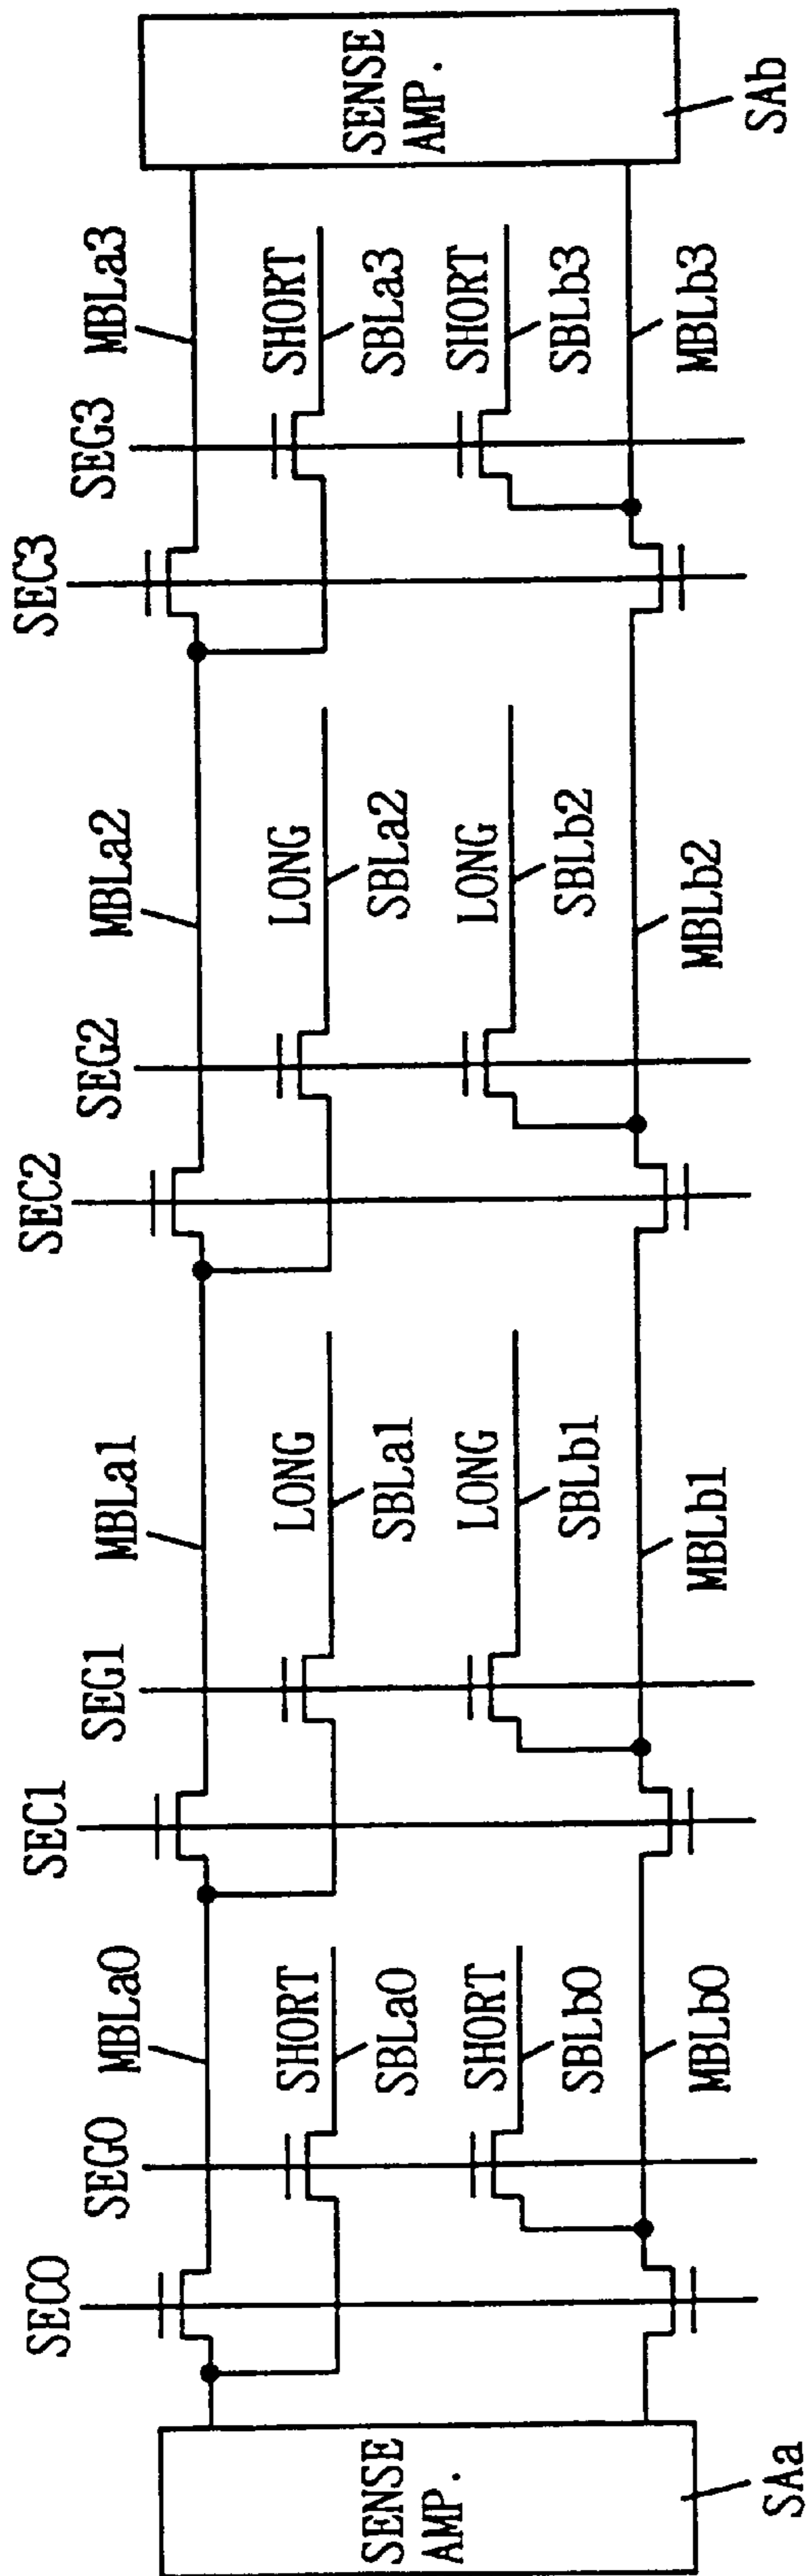 SENSE
AMP.
SAa
SEC0
SEG0
MBLa0
SHORT
SBLa0
SHORT
SBLb0
MBLb0
SEC1
SEG1
MBLa1
LONG
SBLa1
LONG
SBLb1
MBLb1
SEC2
SEG2
MBLa2
LONG
SBLa2
LONG
SBLb2
MBLb2
SEC3
SEG3
MBLa3
SHORT
SBLa3
SHORT
SBLb3
MBLb3
SENSE
AMP.
SAb